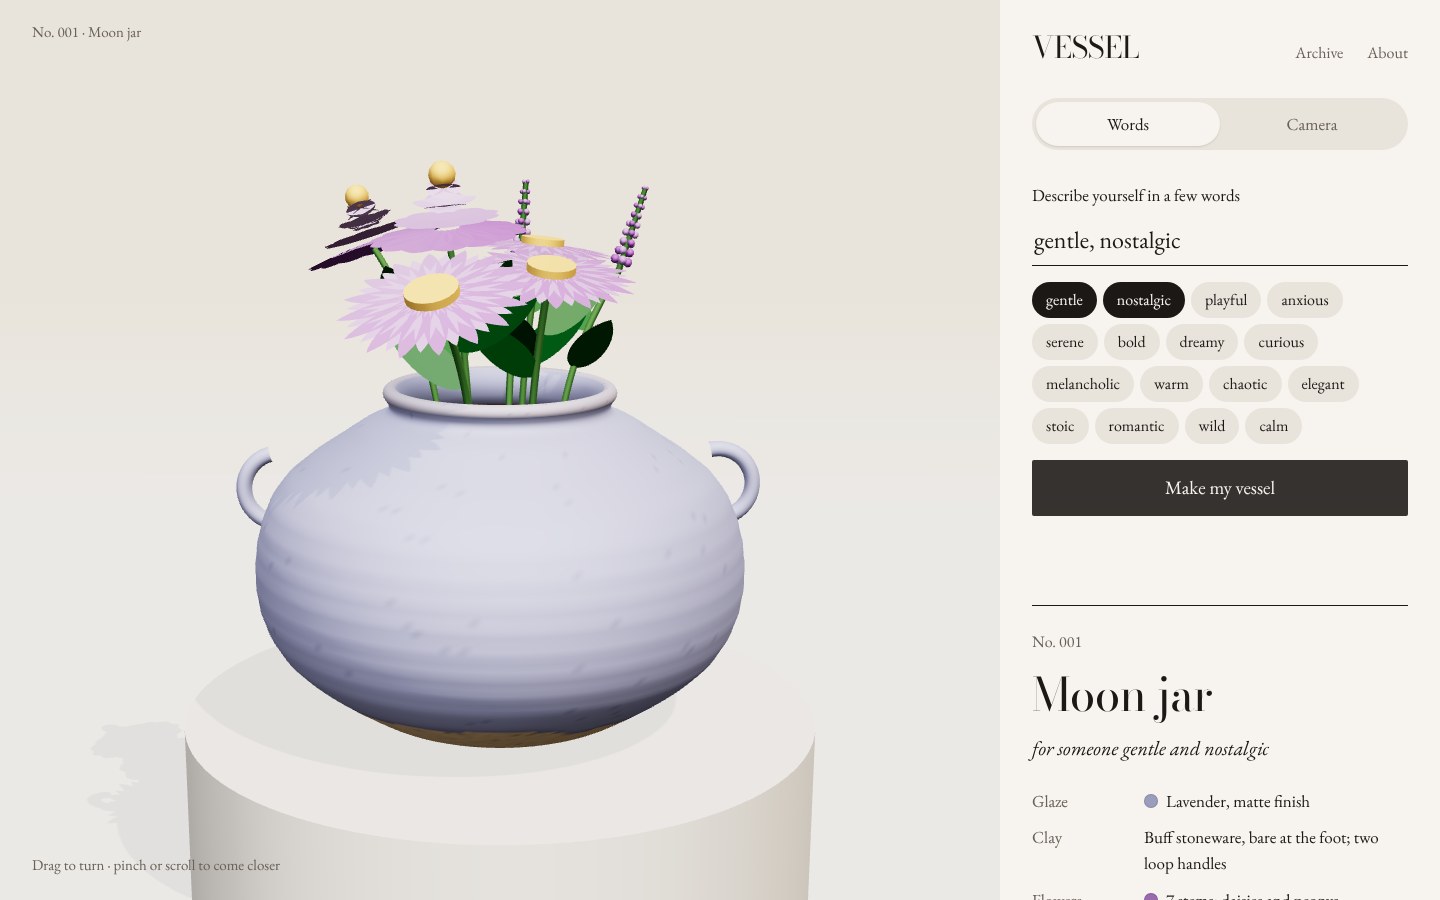 No. 001 · Moon jar
VESSEL
Archive
About
Words
Camera
Describe yourself in a few words
gentle, nostalgic
gentle
nostalgic
playful
anxious
serene
bold
dreamy
curious
melancholic
warm
chaotic
elegant
stoic
romantic
wild
calm
Make my vessel
No. 001
Moon jar
for someone gentle and nostalgic
Glaze
Lavender, matte finish
Clay
Buff stoneware, bare at the foot; two
loop handles
Drag to turn · pinch or scroll to come closer